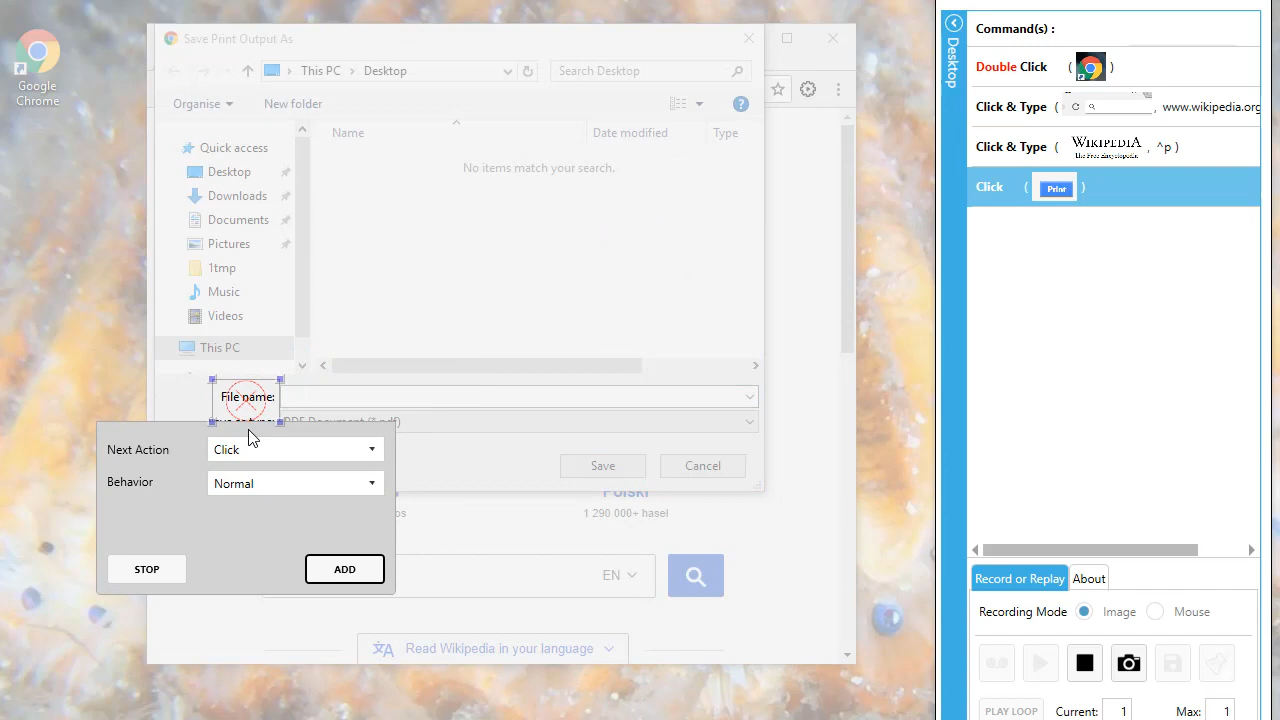 Google
Chrome
Save Print Output As
This PC
Desktop
Search Desktop
Organise
New folder
Quick access
Desktop
Downloads
Documents
Pictures
1tmp
Music
Videos
This PC
Name
Date modified
Type
No items match your search.
File name:
PDF Document (*.pdf)
Save
Cancel
Polski
1 290 000+ haseł
EN
Read Wikipedia in your language
Next Action
Click
Behavior
Normal
STOP
ADD
Desktop
Command(s) :
Double Click ( )
Click & Type ( , www.wikipedia.org
Click & Type ( WIKIPEDIA The Free Encyclopedia , ^p )
Click ( Print )
Record or Replay
About
Recording Mode
Image
Mouse
PLAY LOOP
Current: 1
Max: 1